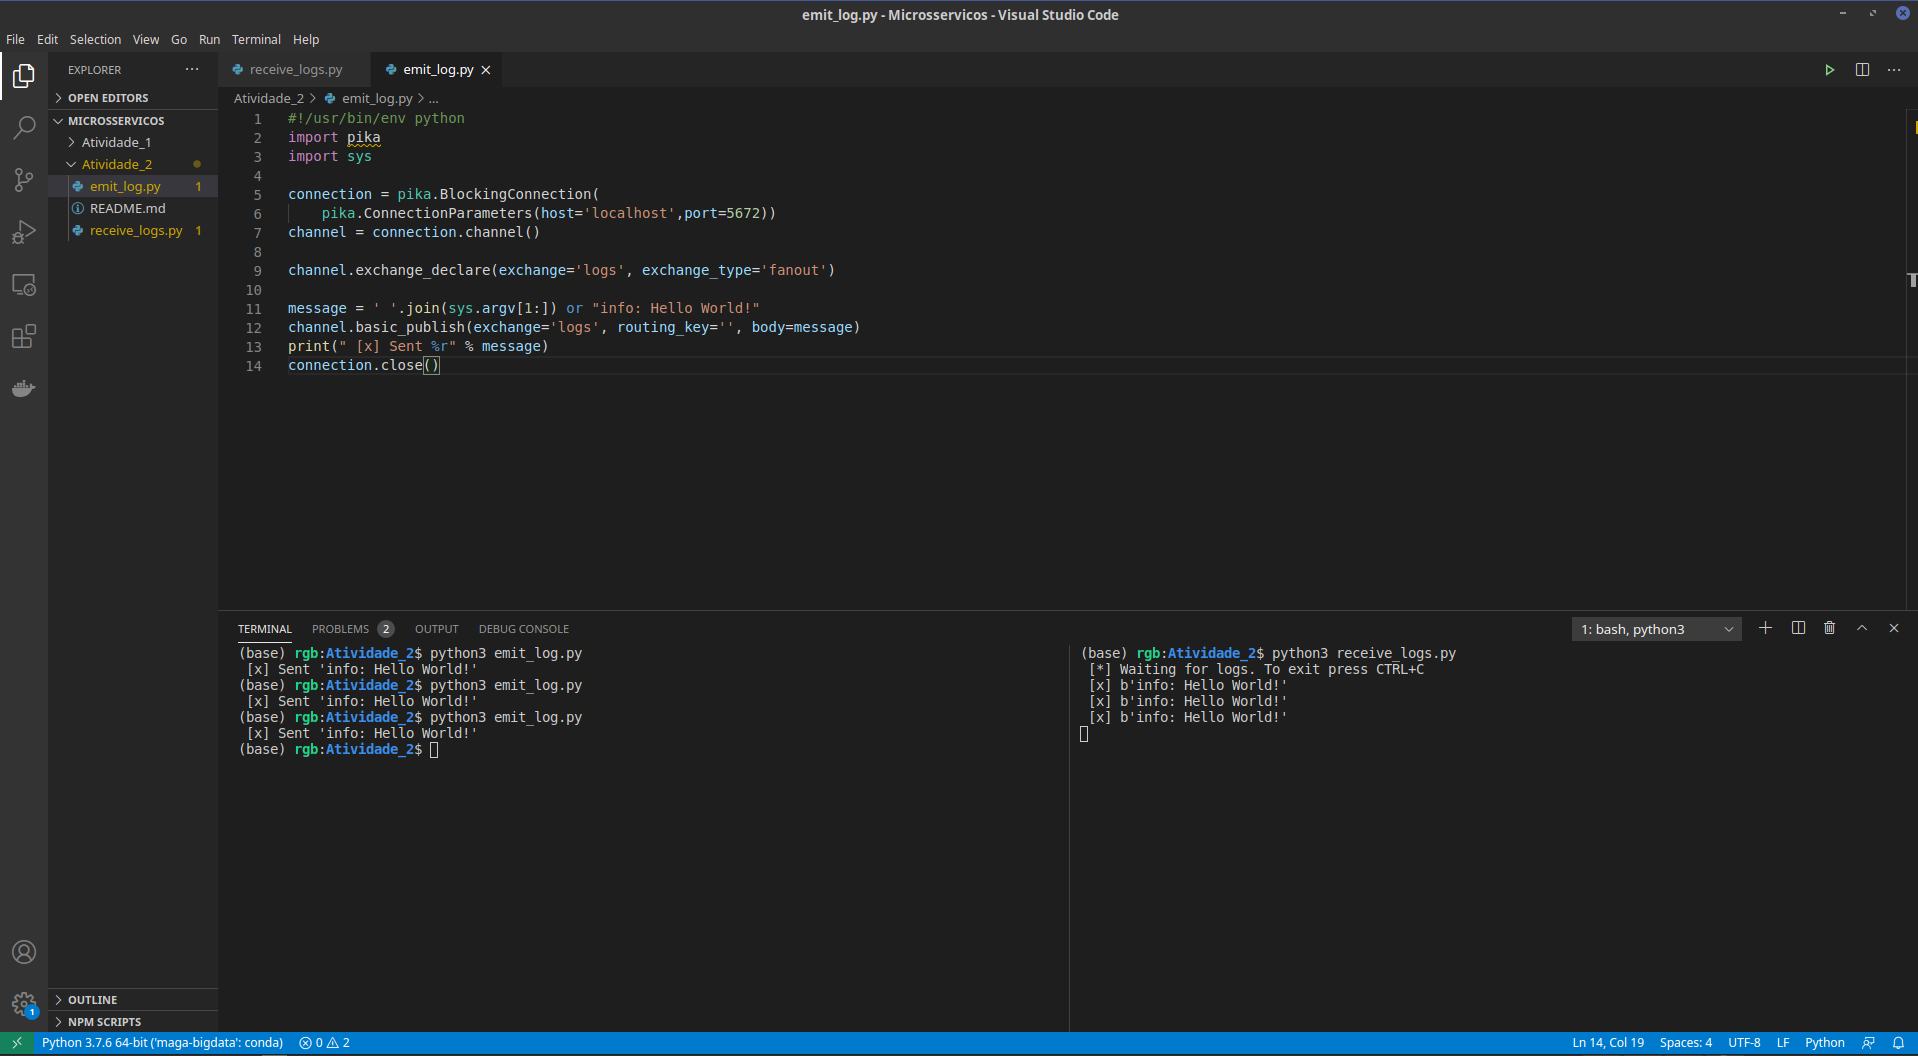 emit_log.py - Microsservicos - Visual Studio Code
File Edit Selection View Go Run Terminal Help
EXPLORER
OPEN EDITORS
MICROSSERVICOS
Atividade_1
Atividade_2
emit_log.py 1
README.md
receive_logs.py 1
OUTLINE
NPM SCRIPTS
receive_logs.py emit_log.py
Atividade_2 > emit_log.py > ...
1 #!/usr/bin/env python
2 import pika
3 import sys
4
5 connection = pika.BlockingConnection(
6     pika.ConnectionParameters(host='localhost',port=5672))
7 channel = connection.channel()
8
9 channel.exchange_declare(exchange='logs', exchange_type='fanout')
10
11 message = ' '.join(sys.argv[1:]) or "info: Hello World!"
12 channel.basic_publish(exchange='logs', routing_key='', body=message)
13 print(" [x] Sent %r" % message)
14 connection.close()
TERMINAL PROBLEMS 2 OUTPUT DEBUG CONSOLE
1: bash, python3
(base) rgb:Atividade_2$ python3 emit_log.py
[x] Sent 'info: Hello World!'
(base) rgb:Atividade_2$ python3 emit_log.py
[x] Sent 'info: Hello World!'
(base) rgb:Atividade_2$ python3 emit_log.py
[x] Sent 'info: Hello World!'
(base) rgb:Atividade_2$
(base) rgb:Atividade_2$ python3 receive_logs.py
[*] Waiting for logs. To exit press CTRL+C
[x] b'info: Hello World!'
[x] b'info: Hello World!'
[x] b'info: Hello World!'
1
Python 3.7.6 64-bit ('maga-bigdata': conda) 0 2
Ln 14, Col 19 Spaces: 4 UTF-8 LF Python